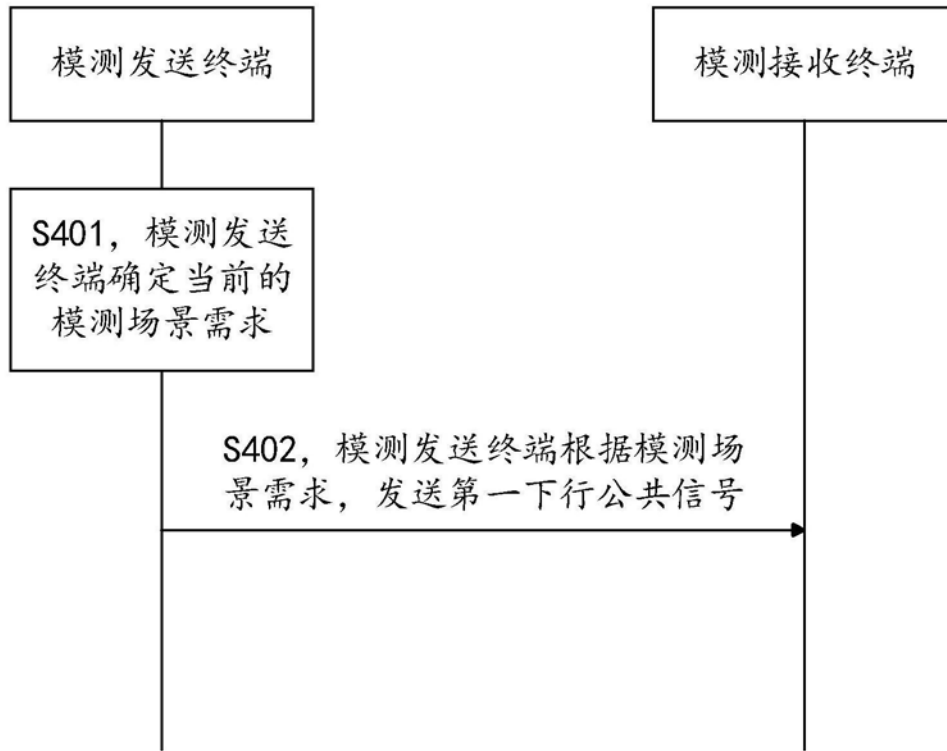 模测发送终端
模测接收终端
S401，模测发送
终端确定当前的
模测场景需求
S402，模测发送终端根据模测场
景需求，发送第一下行公共信号